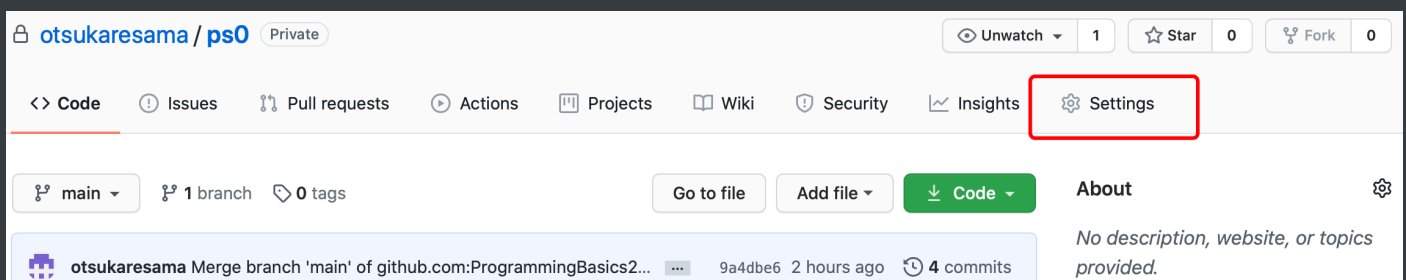 otsukaresama / ps0 Private Unwatch 1 Star 0 Fork 0
Code Issues Pull requests Actions Projects Wiki Security Insights Settings
main 1 branch 0 tags Go to file Add file Code
About
otsukaresama Merge branch 'main' of github.com:ProgrammingBasics2... ... 9a4dbe6 2 hours ago 4 commits
No description, website, or topics
provided.